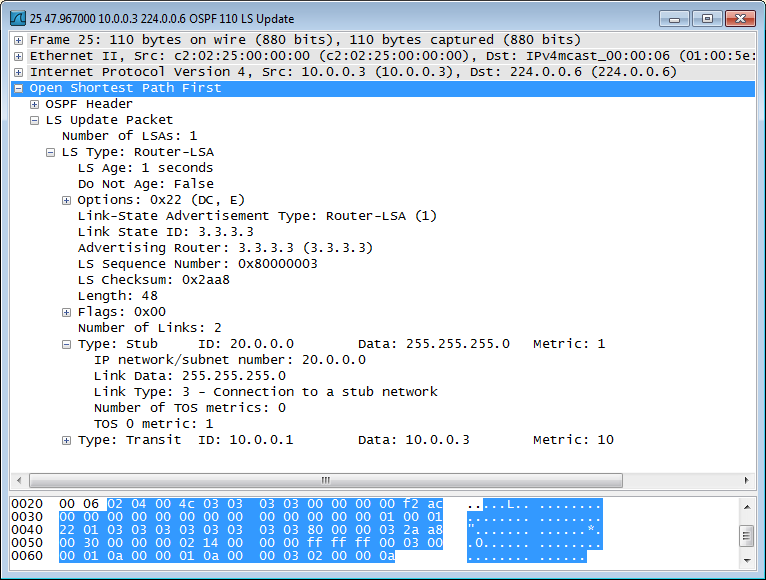 25 47.967000 10.0.0.3 224.0.0.6 OSPF 110 LS Update
Frame 25: 110 bytes on wire (880 bits), 110 bytes captured (880 bits)
Ethernet II, Src: c2:02:25:00:00:00 (c2:02:25:00:00:00), Dst: IPv4mcast_00:00:06 (01:00:5e:
Internet Protocol Version 4, Src: 10.0.0.3 (10.0.0.3), Dst: 224.0.0.6 (224.0.0.6)
Open Shortest Path First
OSPF Header
LS Update Packet
Number of LSAs: 1
LS Type: Router-LSA
LS Age: 1 seconds
Do Not Age: False
Options: 0x22 (DC, E)
Link-State Advertisement Type: Router-LSA (1)
Link State ID: 3.3.3.3
Advertising Router: 3.3.3.3 (3.3.3.3)
LS Sequence Number: 0x80000003
LS Checksum: 0x2aa8
Length: 48
Flags: 0x00
Number of Links: 2
Type: Stub ID: 20.0.0.0 Data: 255.255.255.0 Metric: 1
IP network/subnet number: 20.0.0.0
Link Data: 255.255.255.0
Link Type: 3 - Connection to a stub network
Number of TOS metrics: 0
TOS 0 metric: 1
Type: Transit ID: 10.0.0.1 Data: 10.0.0.3 Metric: 10
0020 00 06 02 04 00 4c 03 03 03 03 00 00 00 00 f2 ac .....L.. ........
0030 00 00 00 00 00 00 00 00 00 00 00 01 00 01 ........ ........
0040 22 01 03 03 03 03 03 03 03 03 80 00 00 03 2a a8 "....... ......*.
0050 00 30 00 00 00 02 14 00 00 00 ff ff ff 00 03 00 .0...... ........
0060 00 01 0a 00 00 01 0a 00 00 03 02 00 00 0a ........ ......